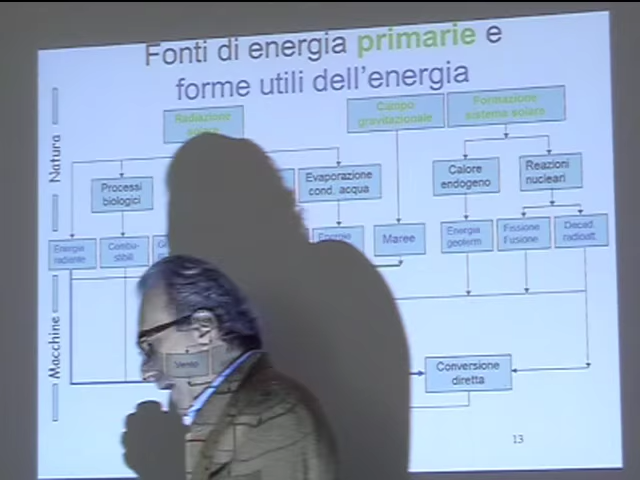 Fonti di energia primarie e
forme utili dell'energia
Radiazione
solare
Campo
gravitazionale
Formazione
sistema solare
Natura
Processi
biologici
Evaporazione
cond. acqua
Calore
endogeno
Reazioni
nucleari
Energia
radiante
Combu-
stibili
Maree
Energia
geoterm
Fissione
Fusione
Decad.
radioatt.
Macchine
Vento
Conversione
diretta
13